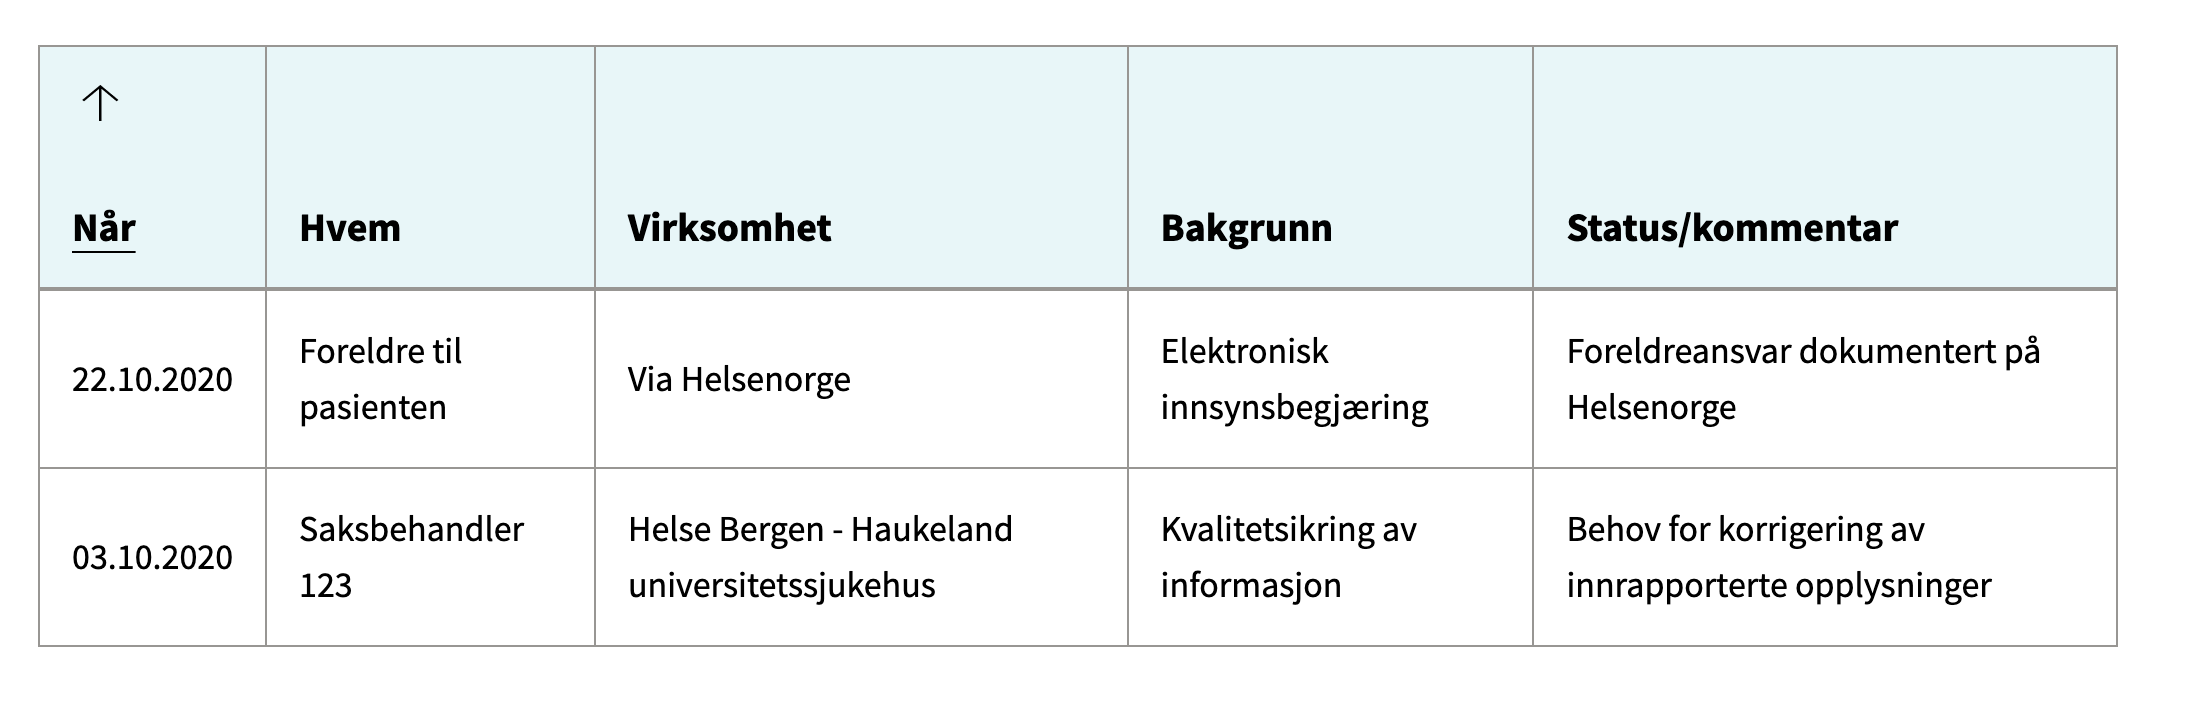 ↑
Når
Hvem
Virksomhet
Bakgrunn
Status/kommentar
22.10.2020
Foreldre til
pasienten
Via Helsenorge
Elektronisk
innsynsbegjæring
Foreldreansvar dokumentert på
Helsenorge
03.10.2020
Saksbehandler
123
Helse Bergen - Haukeland
universitetssjukehus
Kvalitetsikring av
informasjon
Behov for korrigering av
innrapporterte opplysninger